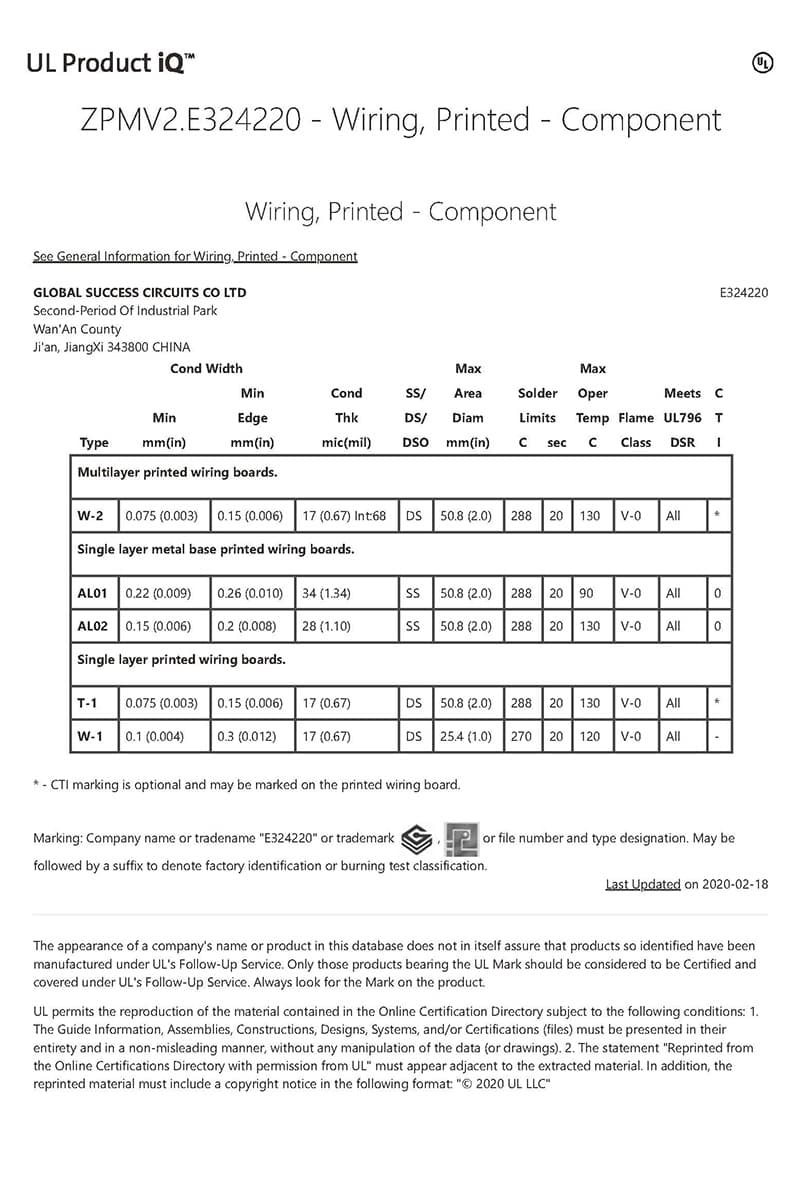 UL Product iQ™
UL
ZPMV2.E324220 - Wiring, Printed - Component
Wiring, Printed - Component
See General Information for Wiring, Printed - Component
GLOBAL SUCCESS CIRCUITS CO LTD E324220
Second-Period Of Industrial Park
Wan'An County
Ji'an, JiangXi 343800 CHINA
Cond Width Max Max
Min Cond SS/ Area Solder Oper Meets C
Min Edge Thk DS/ Diam Limits Temp Flame UL796 T
Type mm(in) mm(in) mic(mil) DSO mm(in) C sec C Class DSR I
Multilayer printed wiring boards.
W-2 0.075 (0.003) 0.15 (0.006) 17 (0.67) Int:68 DS 50.8 (2.0) 288 20 130 V-0 All *
Single layer metal base printed wiring boards.
AL01 0.22 (0.009) 0.26 (0.010) 34 (1.34) SS 50.8 (2.0) 288 20 90 V-0 All 0
AL02 0.15 (0.006) 0.2 (0.008) 28 (1.10) SS 50.8 (2.0) 288 20 130 V-0 All 0
Single layer printed wiring boards.
T-1 0.075 (0.003) 0.15 (0.006) 17 (0.67) DS 50.8 (2.0) 288 20 130 V-0 All *
W-1 0.1 (0.004) 0.3 (0.012) 17 (0.67) DS 25.4 (1.0) 270 20 120 V-0 All -
* - CTI marking is optional and may be marked on the printed wiring board.
Marking: Company name or tradename "E324220" or trademark , or file number and type designation. May be
followed by a suffix to denote factory identification or burning test classification.
Last Updated on 2020-02-18
The appearance of a company's name or product in this database does not in itself assure that products so identified have been
manufactured under UL's Follow-Up Service. Only those products bearing the UL Mark should be considered to be Certified and
covered under UL's Follow-Up Service. Always look for the Mark on the product.
UL permits the reproduction of the material contained in the Online Certification Directory subject to the following conditions: 1.
The Guide Information, Assemblies, Constructions, Designs, Systems, and/or Certifications (files) must be presented in their
entirety and in a non-misleading manner, without any manipulation of the data (or drawings). 2. The statement "Reprinted from
the Online Certifications Directory with permission from UL" must appear adjacent to the extracted material. In addition, the
reprinted material must include a copyright notice in the following format: "© 2020 UL LLC"